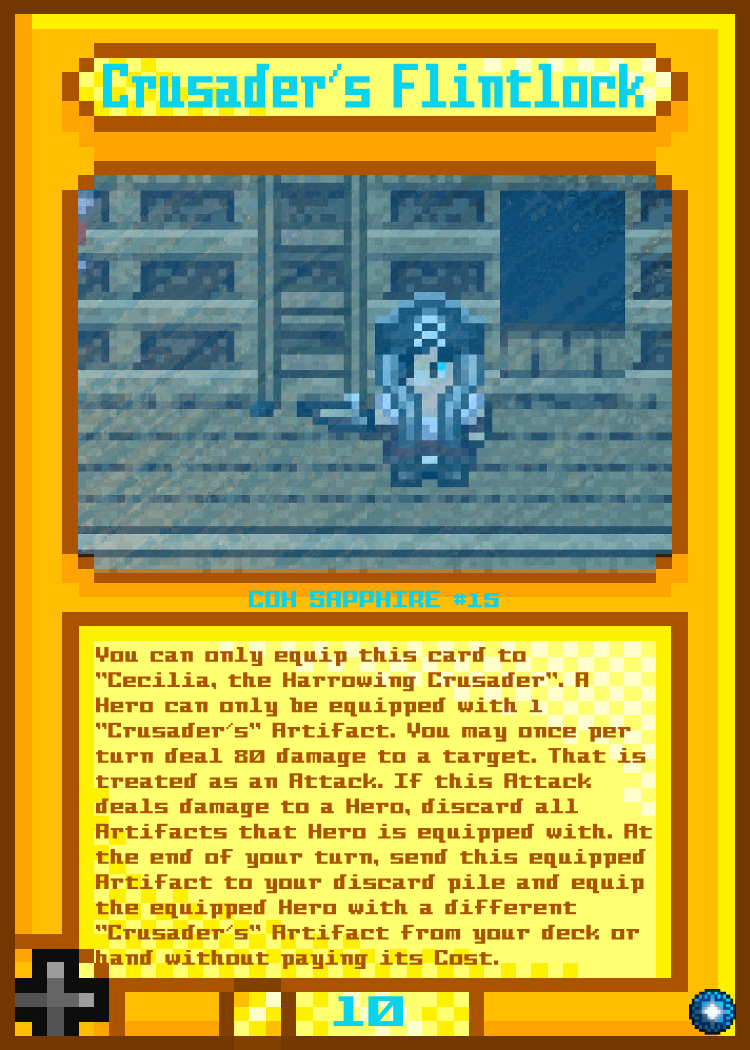 Crusader's Flintlock
COH SAPPHIRE #15
You can only equip this card to
"Cecilia, the Harrowing Crusader". A
Hero can only be equipped with 1
"Crusader's" Artifact. You may once per
turn deal 80 damage to a target. That is
treated as an Attack. If this Attack
deals damage to a Hero, discard all
Artifacts that Hero is equipped with. At
the end of your turn, send this equipped
Artifact to your discard pile and equip
the equipped Hero with a different
"Crusader's" Artifact from your deck or
hand without paying its Cost.
10